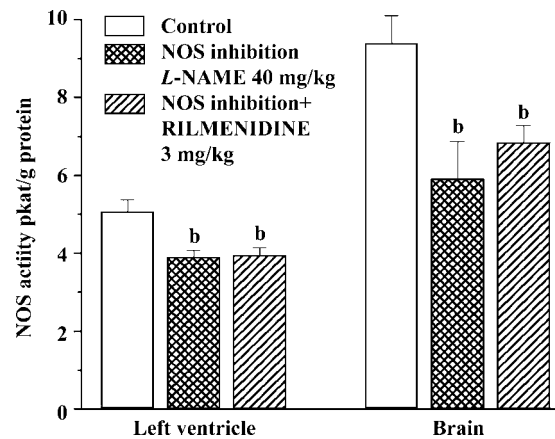 Control
NOS inhibition
L-NAME 40 mg/kg
NOS inhibition+
RILMENIDINE
3 mg/kg
NOS actiity pkat/g protein
10
8
6
4
2
0
b
b
b
b
Left ventricle
Brain